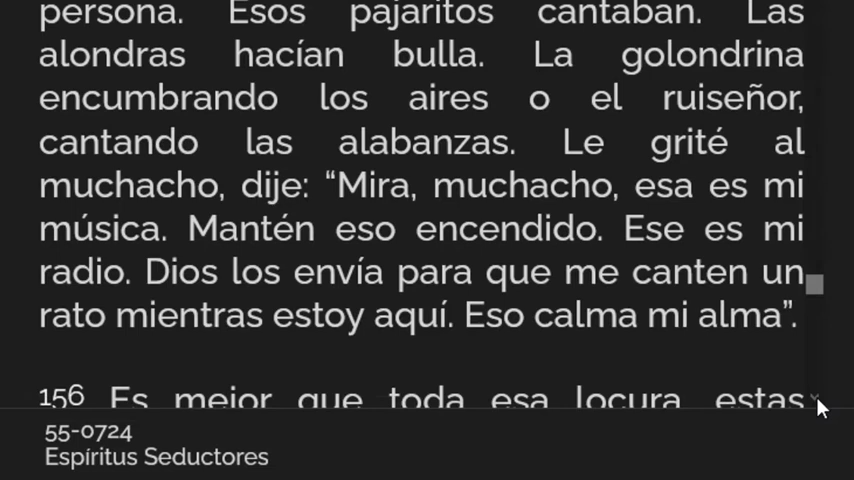 persona. Esos pajaritos cantaban. Las
alondras hacían bulla. La golondrina
encumbrando los aires o el ruiseñor,
cantando las alabanzas. Le grité al
muchacho, dije: “Mira, muchacho, esa es mi
música. Mantén eso encendido. Ese es mi
radio. Dios los envía para que me canten un
rato mientras estoy aquí. Eso calma mi alma”.
156 Es mejor que toda esa locura, estas
55-0724
Espíritus Seductores